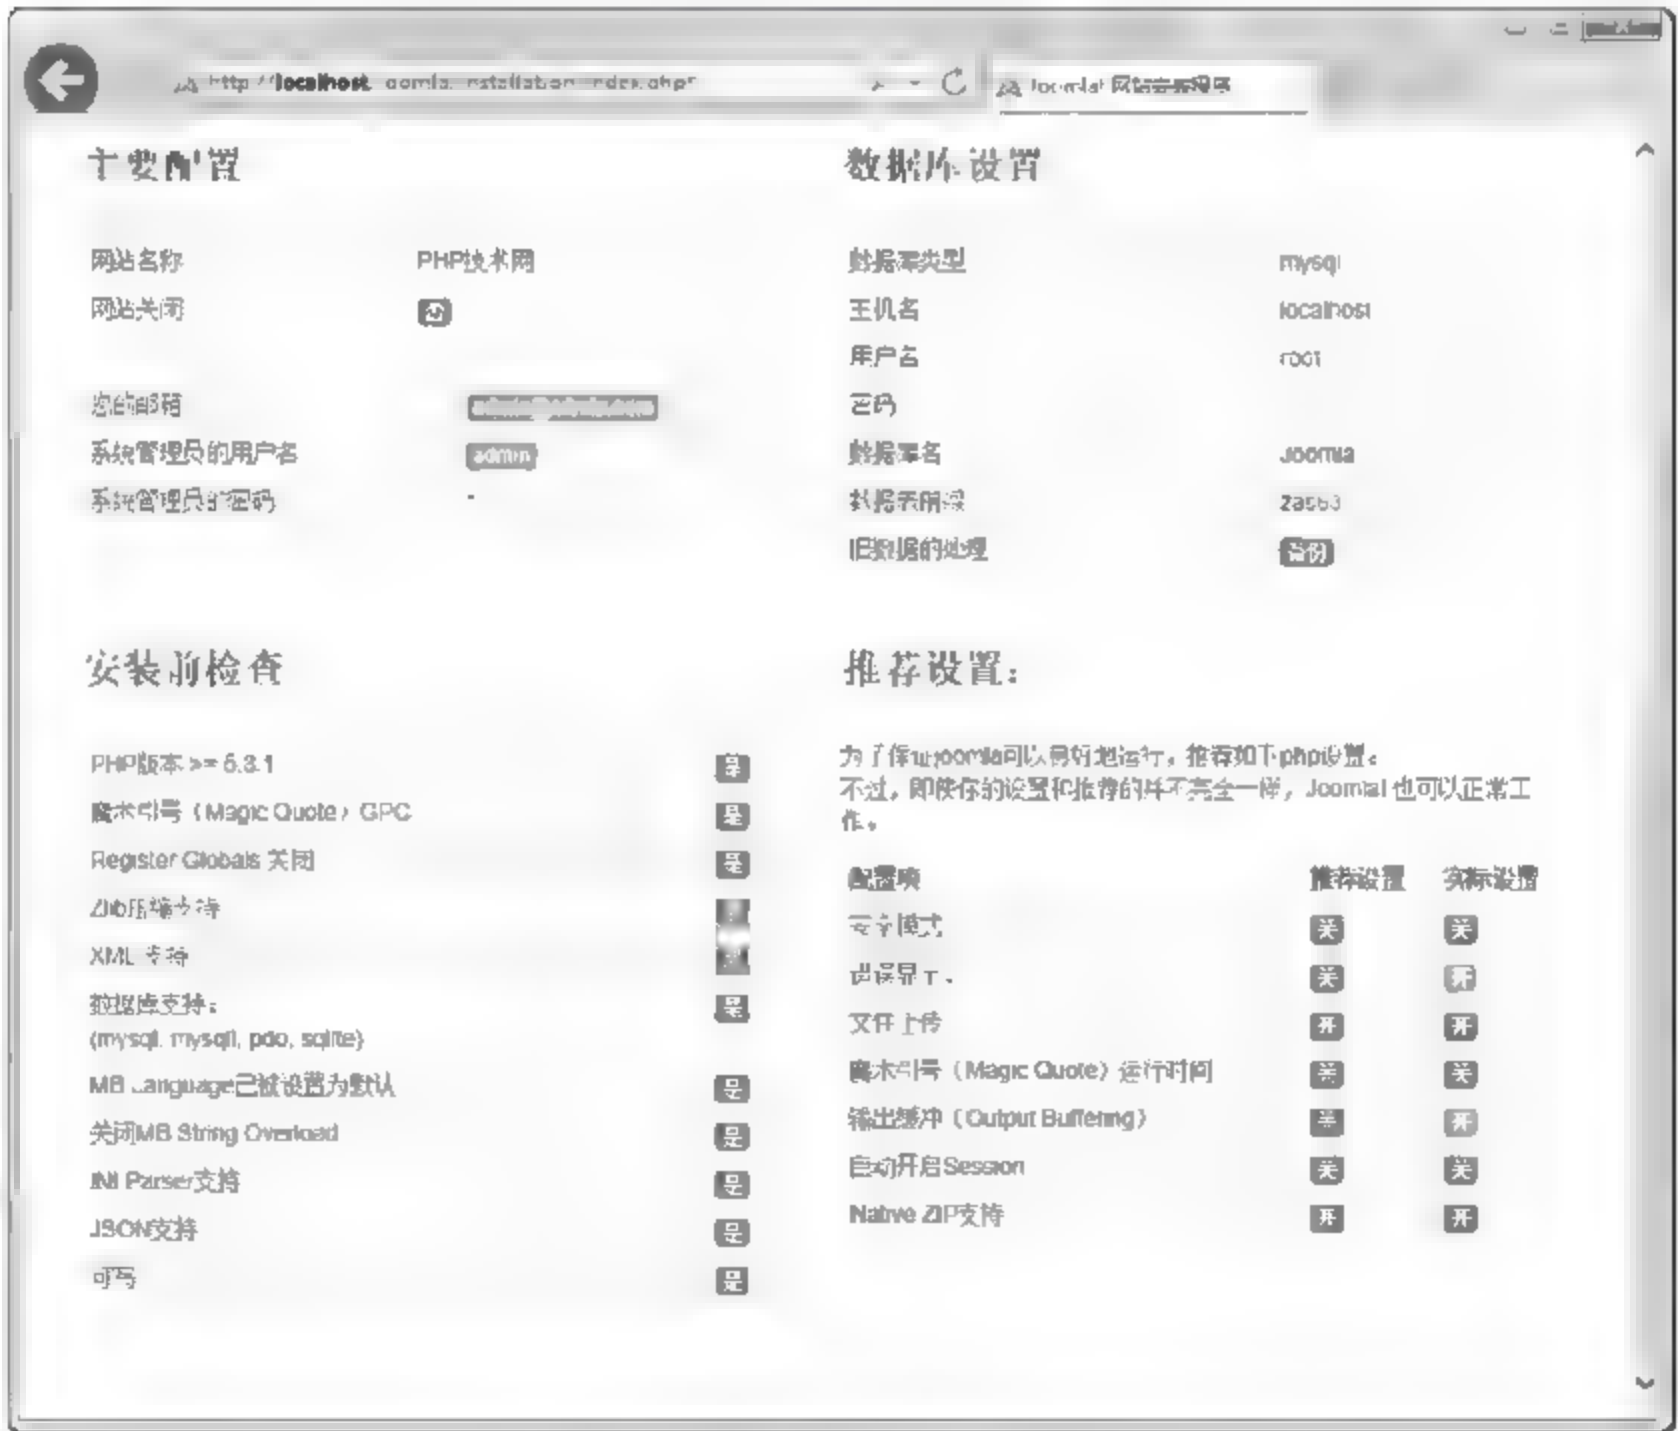 主要配置
网站名称 PHP技术网
网站关闭
您的邮箱
系统管理员的用户名 admin
系统管理员的密码
数据库设置
数据库类型 mysql
主机名 localhost
用户名 root
密码
数据库名 Joomla
数据表前缀
旧数据的处理 备份
安装前检查
PHP版本 >= 5.3.1 是
魔术引号（Magic Quote）GPC 是
Register Globals 关闭 是
Zlib压缩支持
XML 支持
数据库支持： 是
(mysql, mysqli, pdo, sqlite)
MB Language已被设置为默认 是
关闭MB String Overload 是
INI Parser支持 是
JSON支持 是
可写 是
推荐设置：
为了保证joomla可以良好地运行，推荐如下php设置。
不过，即使你的设置和推荐的并不完全一样，Joomla! 也可以正常工
作。
配置项 推荐设置 实际设置
安全模式 关 关
错误显示 关 开
文件上传 开 开
魔术引号（Magic Quote）运行时间 关 关
输出缓冲（Output Buffering） 关 开
自动开启Session 关 关
Native ZIP支持 开 开